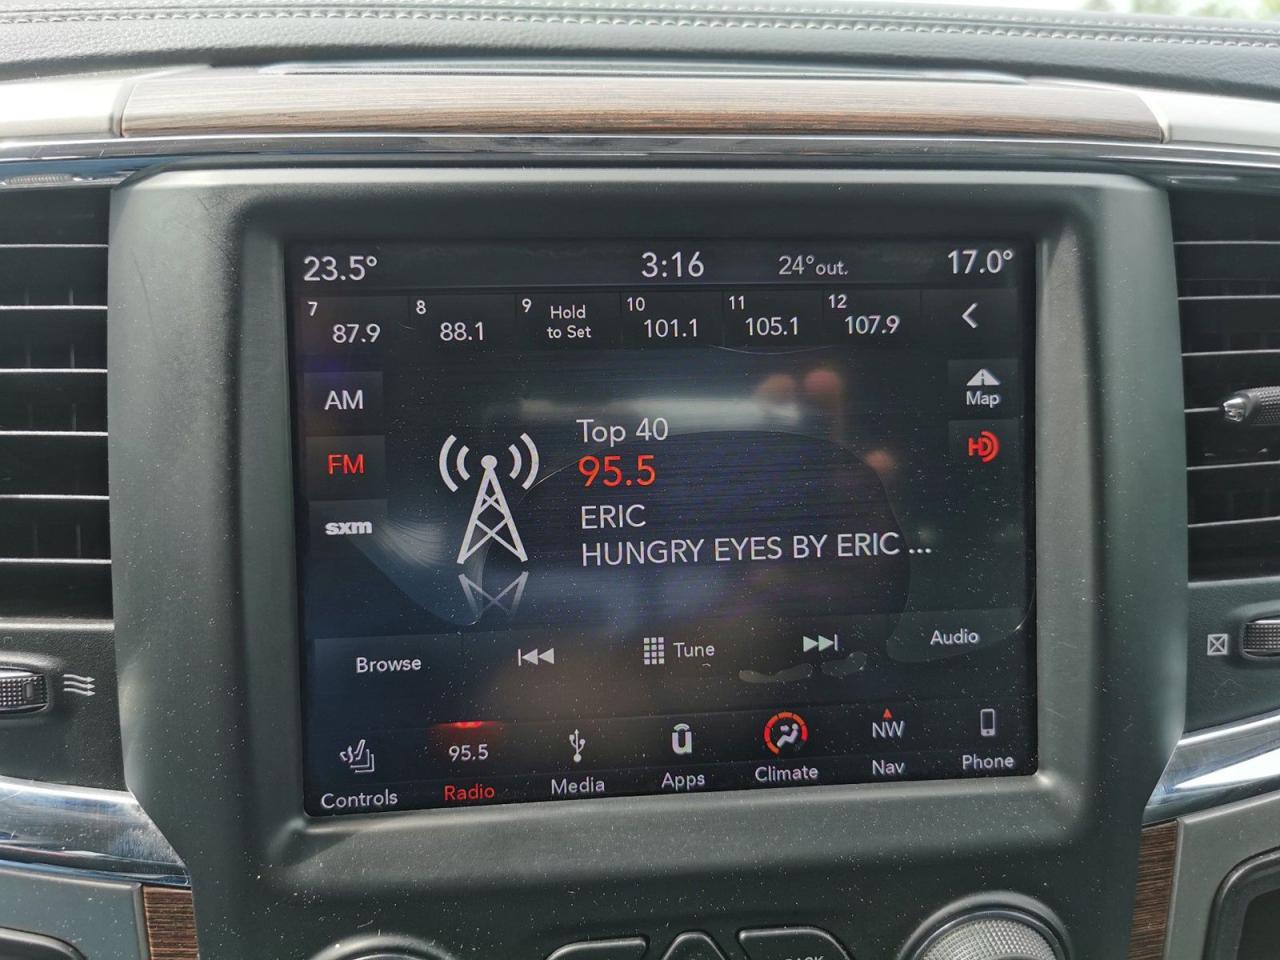 23.5° 3:16 24°out. 17.0°
7 8 9 10 11 12
87.9 88.1 Hold to Set 101.1 105.1 107.9
AM
Map
Top 40
FM
95.5
HD
sxm
ERIC
HUNGRY EYES BY ERIC ...
Browse Tune Audio
95.5 NW
Controls Radio Media Apps Climate Nav Phone